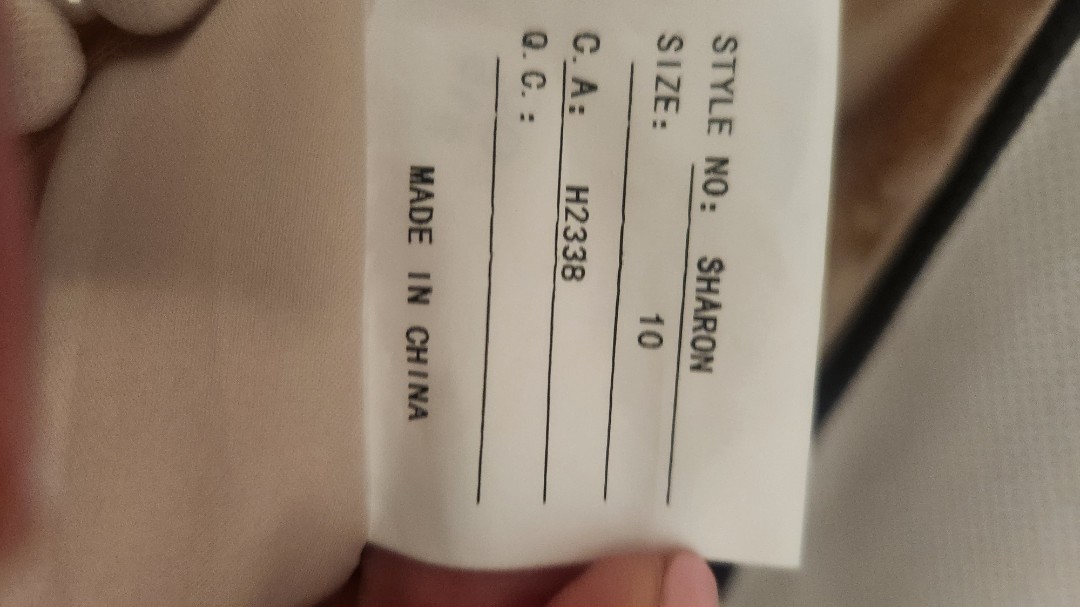 STYLE NO: SHARON
SIZE: 10
C. A: H2338
Q. C. :
MADE IN CHINA